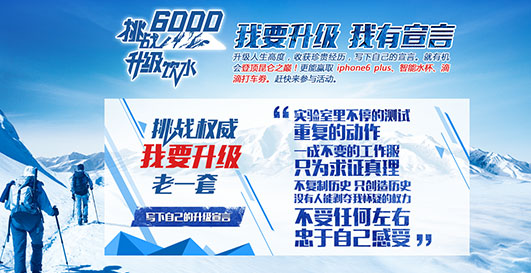 挑战6000米
升级饮水
我要升级 我有宣言
升级人生高度，收获珍贵经历，写下自己的宣言。就有机
会登顶昆仑之巅！更能赢取 iphone6 plus、智能水杯、滴
滴打车券。赶快来参与活动。
挑战权威
我要升级
老一套
写下自己的升级宣言
“实验室里不停的测试
重复的动作
一成不变的工作服
只为求证真理
不复制历史 只创造历史
没有人能剥夺我怀疑的权力
不受任何左右
忠于自己感受”